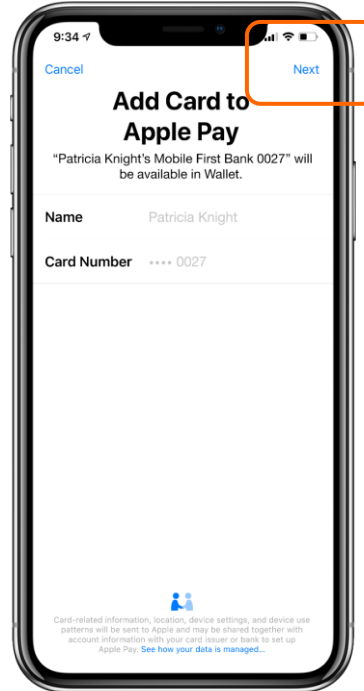 9:34
Cancel
Next
Add Card to
Apple Pay
“Patricia Knight’s Mobile First Bank 0027” will
be available in Wallet.
Name Patricia Knight
Card Number •••• 0027
Card-related information, location, device settings, and device use
patterns will be sent to Apple and may be shared together with
account information with your card issuer or bank to set up
Apple Pay. See how your data is managed...